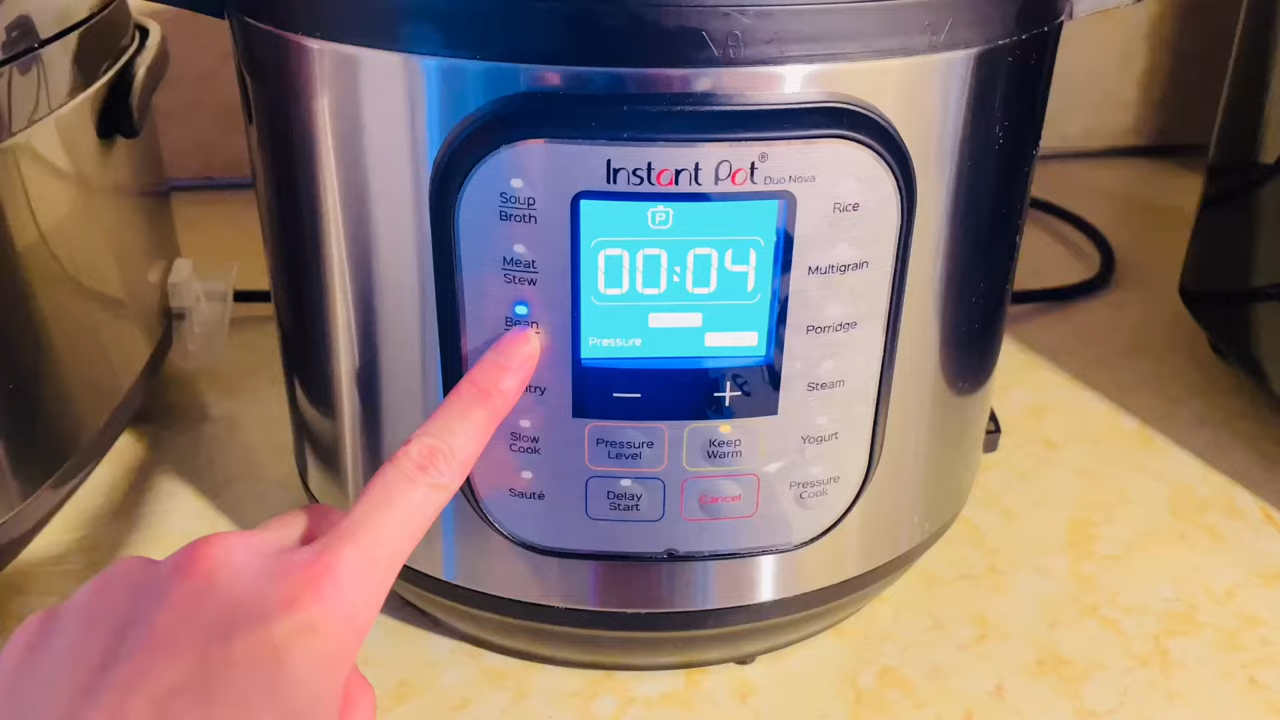 Instant Pot® Duo Nova
Soup
Broth
Meat
Stew
Bean
Slow
Cook
Sauté
P
00:04
Pressure
− +
Pressure
Level
Keep
Warm
Delay
Start
Cancel
Rice
Multigrain
Porridge
Steam
Yogurt
Pressure
Cook